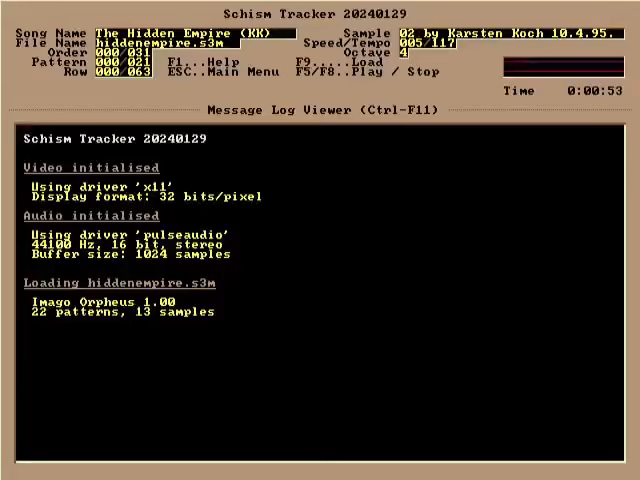 Schism Tracker 20240129
Song Name The Hidden Empire (KK) Sample 02 by Karsten Koch 10.4.95.
File Name hiddenempire.s3m Speed/Tempo 005/117
Order 000/031 Octave 4
Pattern 000/021 F1...Help F9.....Load
Row 000/063 ESC..Main Menu F5/F8..Play / Stop
Time 0:00:53
Message Log Viewer (Ctrl-F11)
Schism Tracker 20240129
Video initialised
Using driver 'x11'
Display format: 32 bits/pixel
Audio initialised
Using driver 'pulseaudio'
44100 Hz, 16 bit, stereo
Buffer size: 1024 samples
Loading hiddenempire.s3m
Imago Orpheus 1.00
22 patterns, 13 samples